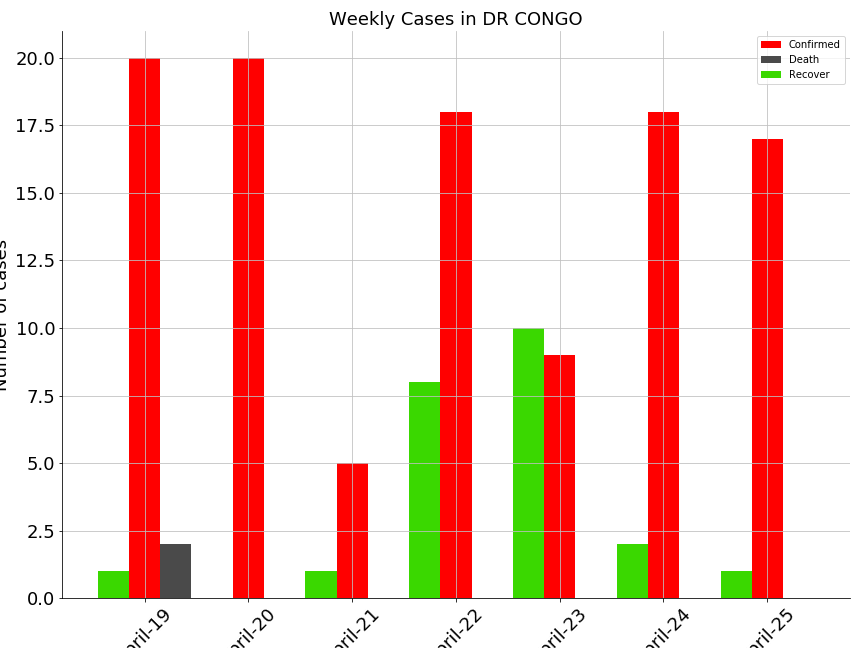 Weekly Cases in DR CONGO
Confirmed
Death
Recover
20.0
17.5
15.0
12.5
10.0
7.5
5.0
2.5
0.0
Number of cases
pril-19
pril-20
pril-21
pril-22
pril-23
pril-24
pril-25